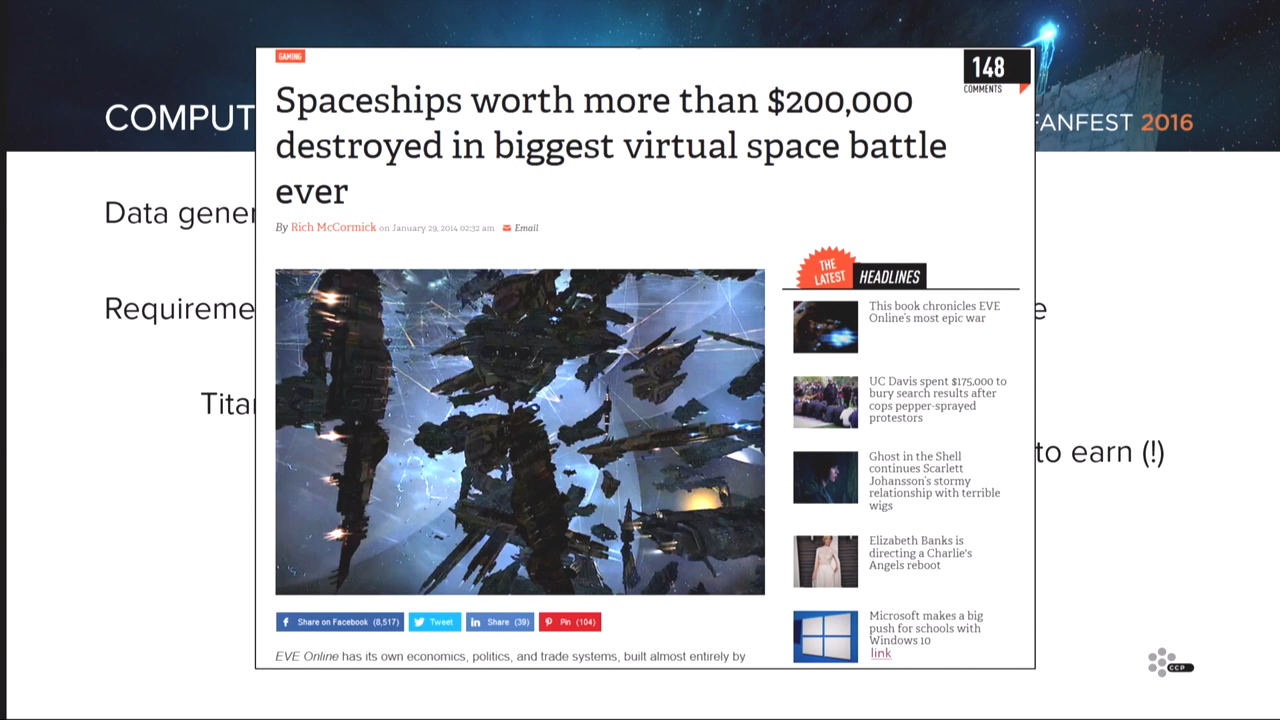 COMPUT
FANFEST 2016
Data gener
Requireme
e
Titan
to earn (!)
GAMING
148
COMMENTS
Spaceships worth more than $200,000
destroyed in biggest virtual space battle
ever
By Rich McCormick on January 29, 2014 02:32 am Email
THE
LATEST
HEADLINES
This book chronicles EVE
Online's most epic war
UC Davis spent $175,000 to
bury search results after
cops pepper-sprayed
protestors
Ghost in the Shell
continues Scarlett
Johansson's stormy
relationship with terrible
wigs
Elizabeth Banks is
directing a Charlie's
Angels reboot
Microsoft makes a big
push for schools with
Windows 10
link
Share on Facebook (8,517) Tweet Share (39) Pin (104)
EVE Online has its own economics, politics, and trade systems, built almost entirely by
CCP